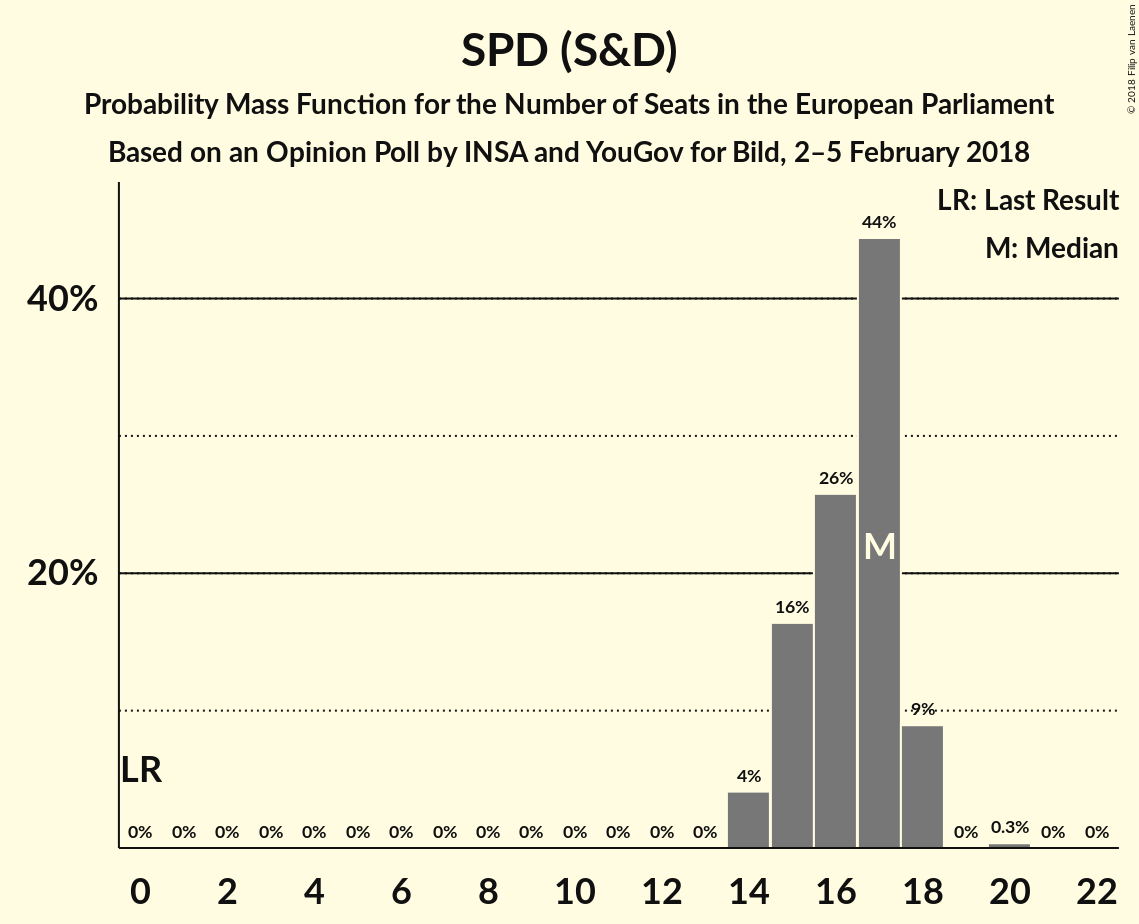 SPD (S&D)
Probability Mass Function for the Number of Seats in the European Parliament
Based on an Opinion Poll by INSA and YouGov for Bild, 2–5 February 2018
© 2018 Filip van Laenen
LR: Last Result
M: Median
44%
40%
26%
M
20%
16%
9%
LR
4%
0% 0% 0% 0% 0% 0% 0% 0% 0% 0% 0% 0% 0% 0% 0% 0.3% 0% 0%
0 2 4 6 8 10 12 14 16 18 20 22